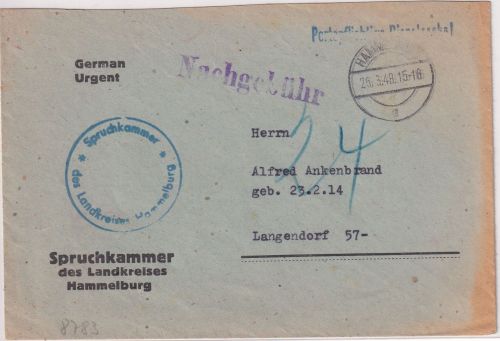 Portopflichtige Dienstsache!
German
Urgent
Nachgebühr
26.3.48.15-16
a
* Spruchkammer *
des Landkreises Hammelburg
24
Herrn
Alfred Ankenbrand
geb. 23.2.14
Langendorf 57-
Spruchkammer
des Landkreises
Hammelburg
8783